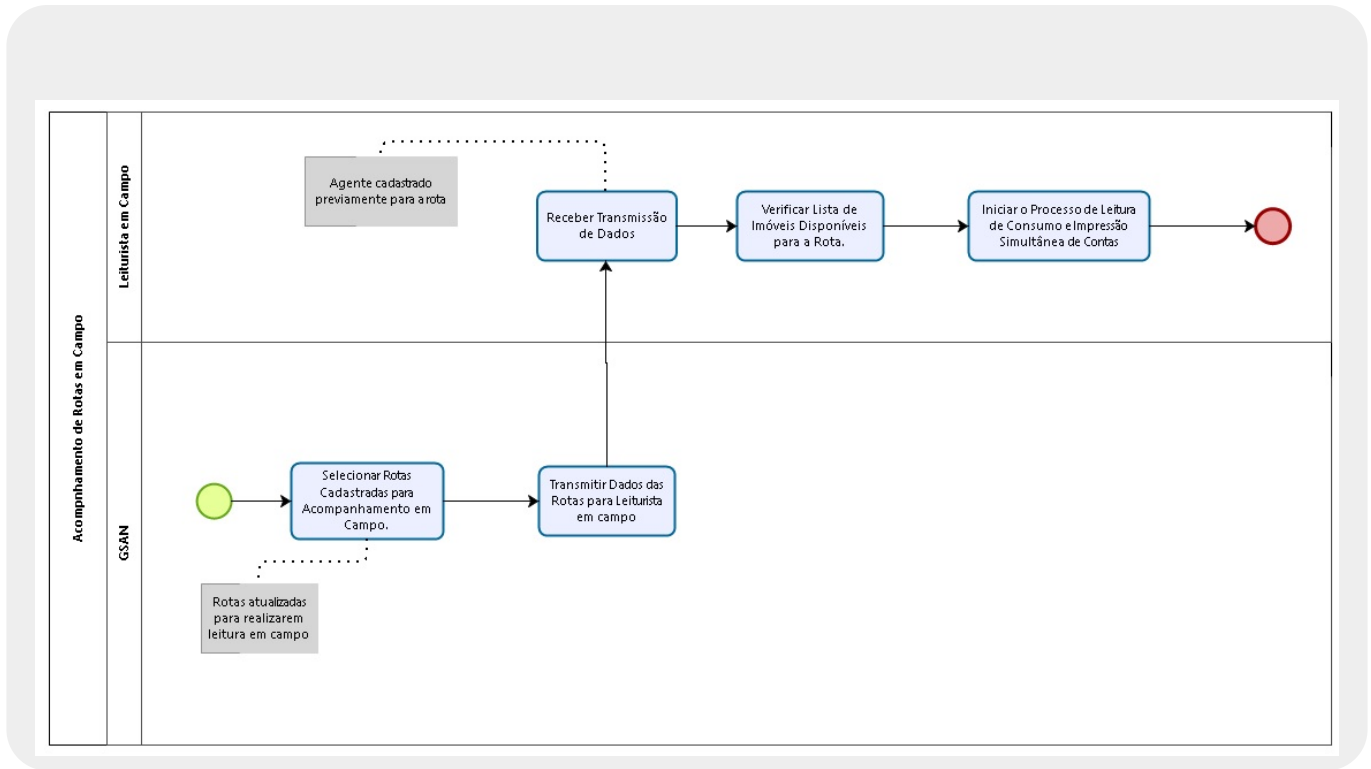 Acompnhamento de Rotas em Campo
Leiturista em Campo
Agente cadastrado
previamente para a rota
Receber Transmissão
de Dados
Verificar Lista de
Imóveis Disponíveis
para a Rota.
Iniciar o Processo de Leitura
de Consumo e Impressão
Simultânea de Contas
GSAN
Selecionar Rotas
Cadastradas para
Acompanhamento em
Campo.
Transmitir Dados das
Rotas para Leiturista
em campo
Rotas atualizadas
para realizarem
leitura em campo